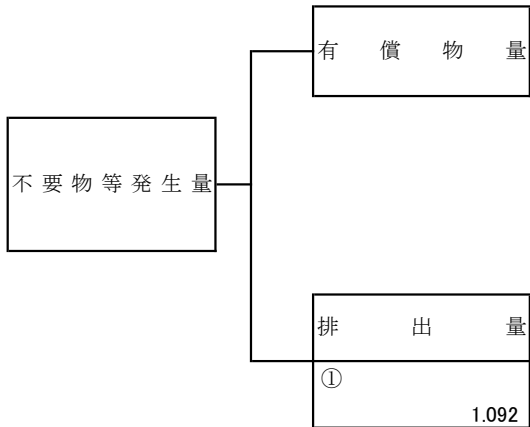 有償物量
不要物等発生量
排出量
①
1.092